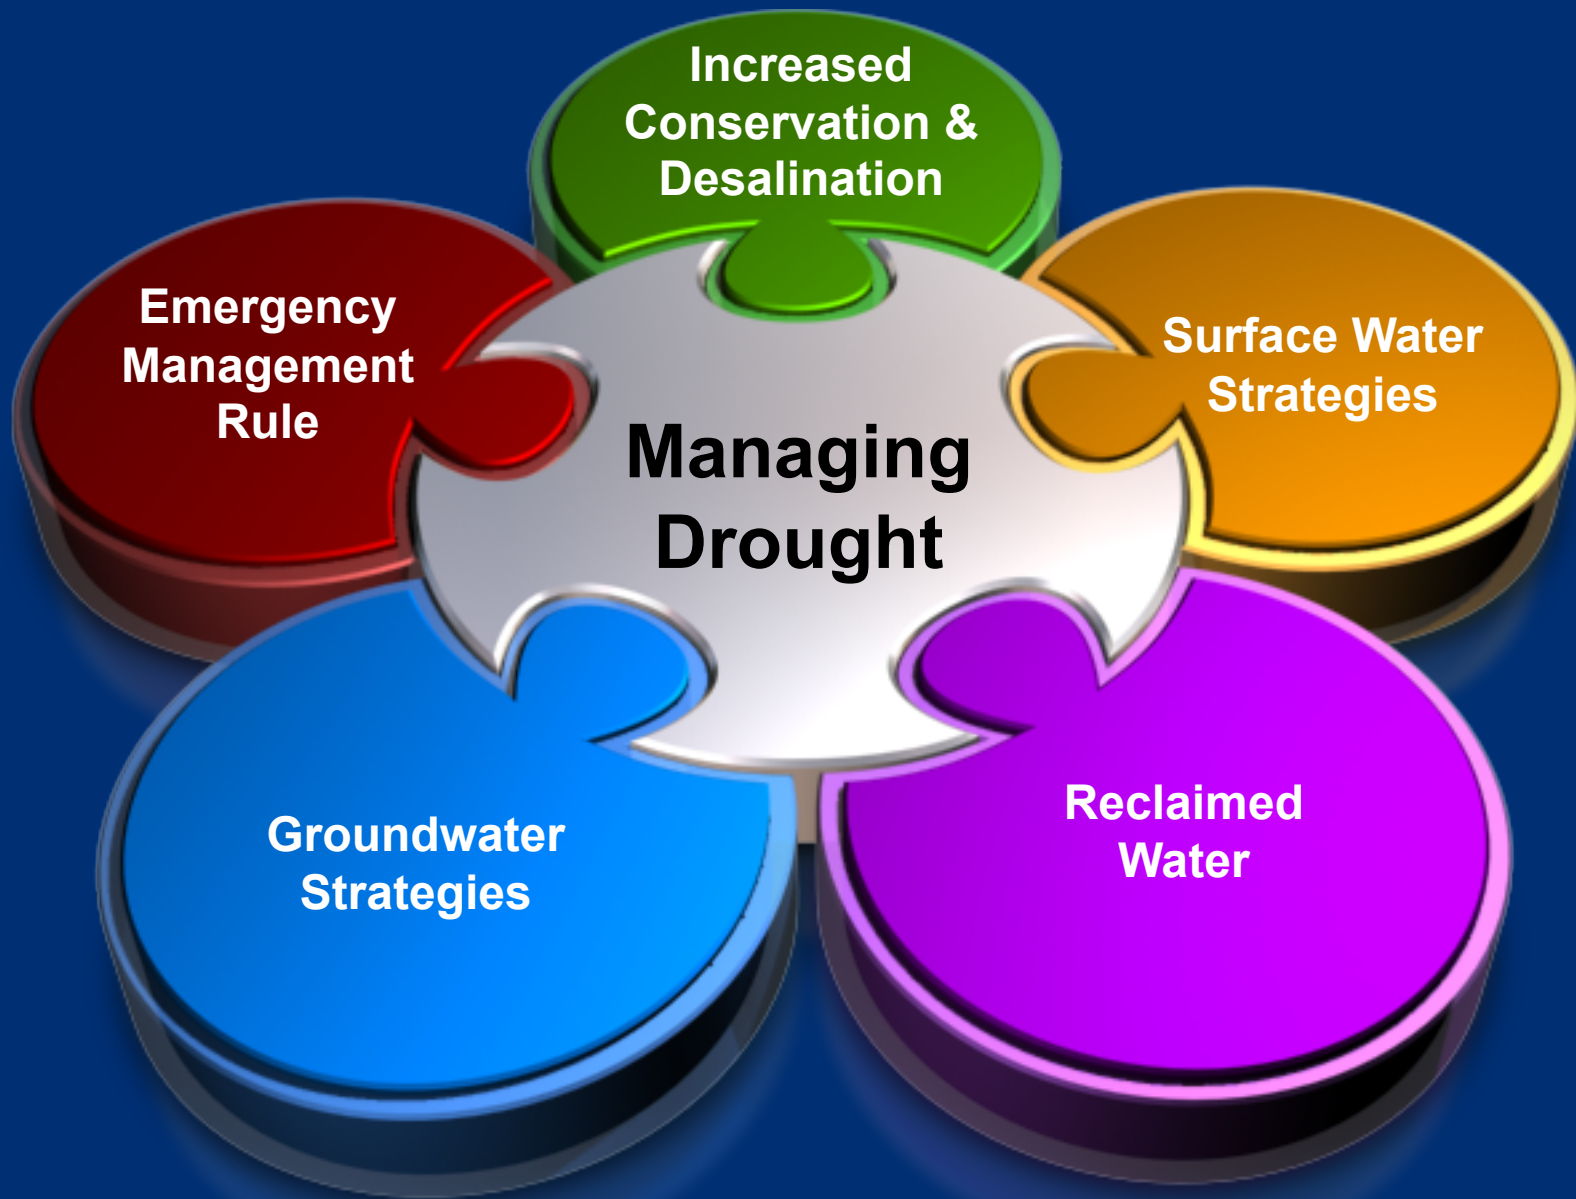 Increased
Conservation &
Desalination
Emergency
Management
Rule
Surface Water
Strategies
Managing
Drought
Groundwater
Strategies
Reclaimed
Water